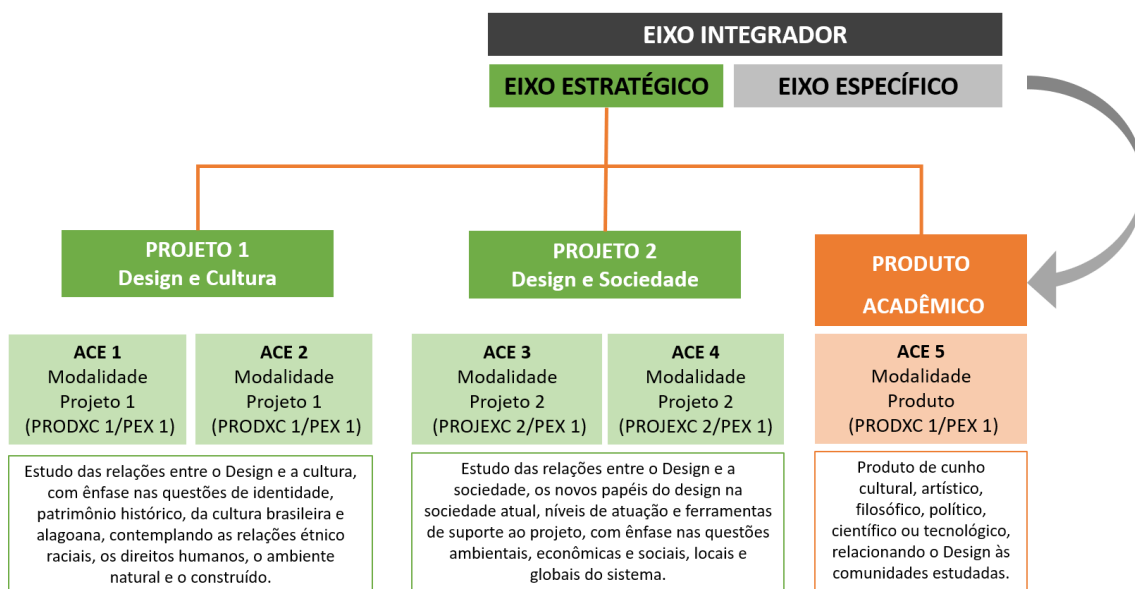 EIXO INTEGRADOR
EIXO ESTRATÉGICO
EIXO ESPECÍFICO
PROJETO 1
Design e Cultura
PROJETO 2
Design e Sociedade
PRODUTO
ACADÊMICO
ACE 1
Modalidade
Projeto 1
(PRODXC 1/PEX 1)
ACE 2
Modalidade
Projeto 1
(PRODXC 1/PEX 1)
ACE 3
Modalidade
Projeto 2
(PROJEXC 2/PEX 1)
ACE 4
Modalidade
Projeto 2
(PROJEXC 2/PEX 1)
ACE 5
Modalidade
Produto
(PRODXC 1/PEX 1)
Estudo das relações entre o Design e a cultura,
com ênfase nas questões de identidade,
patrimônio histórico, da cultura brasileira e
alagoana, contemplando as relações étnico
raciais, os direitos humanos, o ambiente
natural e o construído.
Estudo das relações entre o Design e a
sociedade, os novos papéis do design na
sociedade atual, níveis de atuação e ferramentas
de suporte ao projeto, com ênfase nas questões
ambientais, econômicas e sociais, locais e
globais do sistema.
Produto de cunho
cultural, artístico,
filosófico, político,
científico ou tecnológico,
relacionando o Design às
comunidades estudadas.